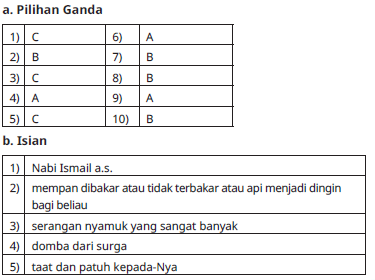 a. Pilihan Ganda
1) C 6) A
2) B 7) B
3) C 8) B
4) A 9) A
5) C 10) B
b. Isian
1) Nabi Ismail a.s.
2) mempan dibakar atau tidak terbakar atau api menjadi dingin
bagi beliau
3) serangan nyamuk yang sangat banyak
4) domba dari surga
5) taat dan patuh kepada-Nya